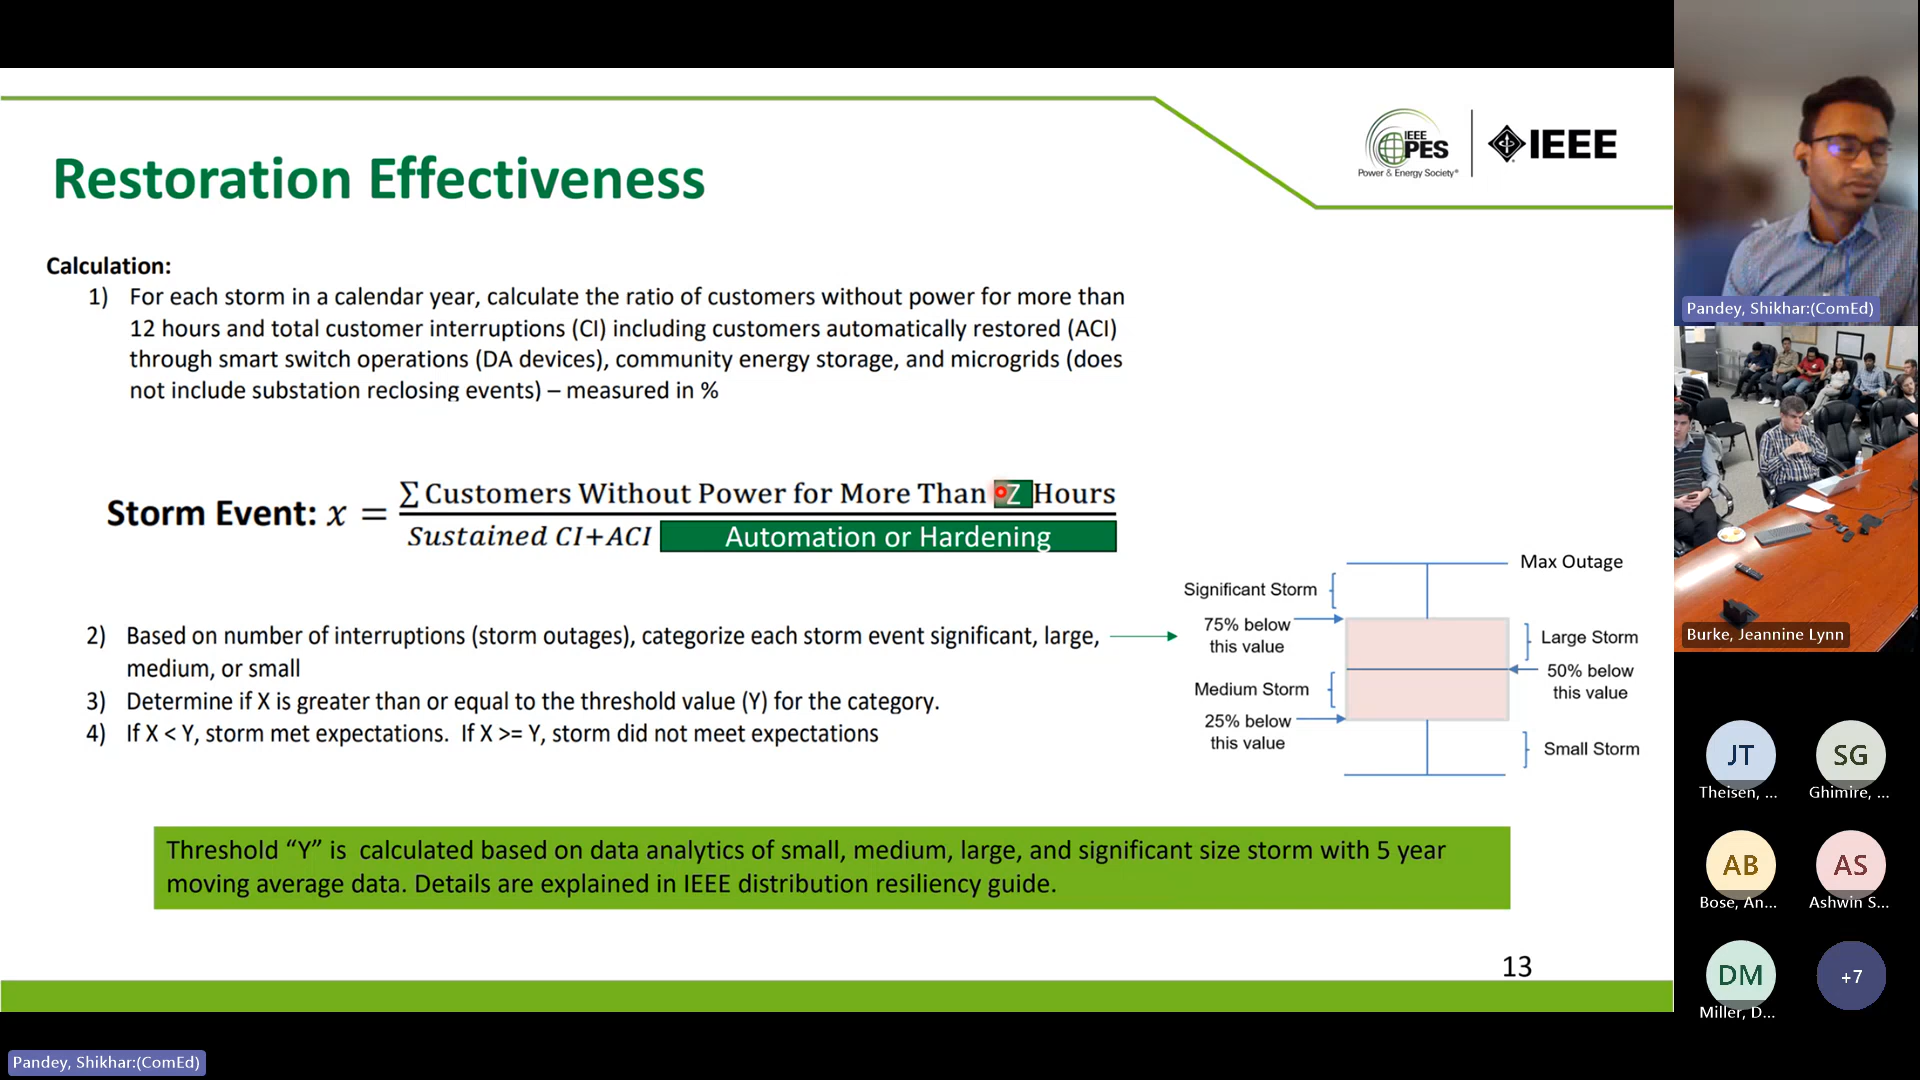 IEEE
PES
Power & Energy Society®
IEEE
Restoration Effectiveness
Calculation:
1) For each storm in a calendar year, calculate the ratio of customers without power for more than
12 hours and total customer interruptions (CI) including customers automatically restored (ACI)
through smart switch operations (DA devices), community energy storage, and microgrids (does
not include substation reclosing events) – measured in %
Storm Event: x = ∑ Customers Without Power for More Than Z Hours
Sustained CI+ACI Automation or Hardening
2) Based on number of interruptions (storm outages), categorize each storm event significant, large,
medium, or small
3) Determine if X is greater than or equal to the threshold value (Y) for the category.
4) If X < Y, storm met expectations. If X >= Y, storm did not meet expectations
Max Outage
Significant Storm
75% below
this value
Large Storm
50% below
this value
Medium Storm
25% below
this value
Small Storm
Threshold “Y” is calculated based on data analytics of small, medium, large, and significant size storm with 5 year
moving average data. Details are explained in IEEE distribution resiliency guide.
13
Pandey, Shikhar:(ComEd)
Pandey, Shikhar:(ComEd)
Burke, Jeannine Lynn
JT
Theisen, ...
SG
Ghimire, ...
AB
Bose, An...
AS
Ashwin S...
DM
Miller, D...
+7